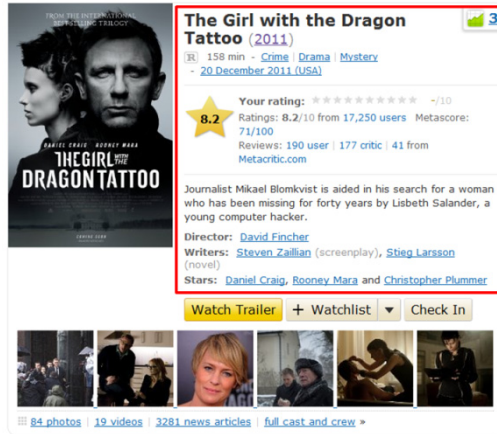 FROM THE INTERNATIONAL
BESTSELLING TRILOGY
DANIEL CRAIG ROONEY MARA
THE GIRL WITH THE
DRAGON TATTOO
COMING SOON
The Girl with the Dragon
Tattoo (2011)
3
R 158 min - Crime | Drama | Mystery
- 20 December 2011 (USA)
8.2
Your rating: -/10
Ratings: 8.2/10 from 17,250 users Metascore:
71/100
Reviews: 190 user | 177 critic | 41 from
Metacritic.com
Journalist Mikael Blomkvist is aided in his search for a woman
who has been missing for forty years by Lisbeth Salander, a
young computer hacker.
Director: David Fincher
Writers: Steven Zaillian (screenplay), Stieg Larsson
(novel)
Stars: Daniel Craig, Rooney Mara and Christopher Plummer
Watch Trailer + Watchlist Check In
84 photos | 19 videos | 3281 news articles | full cast and crew »